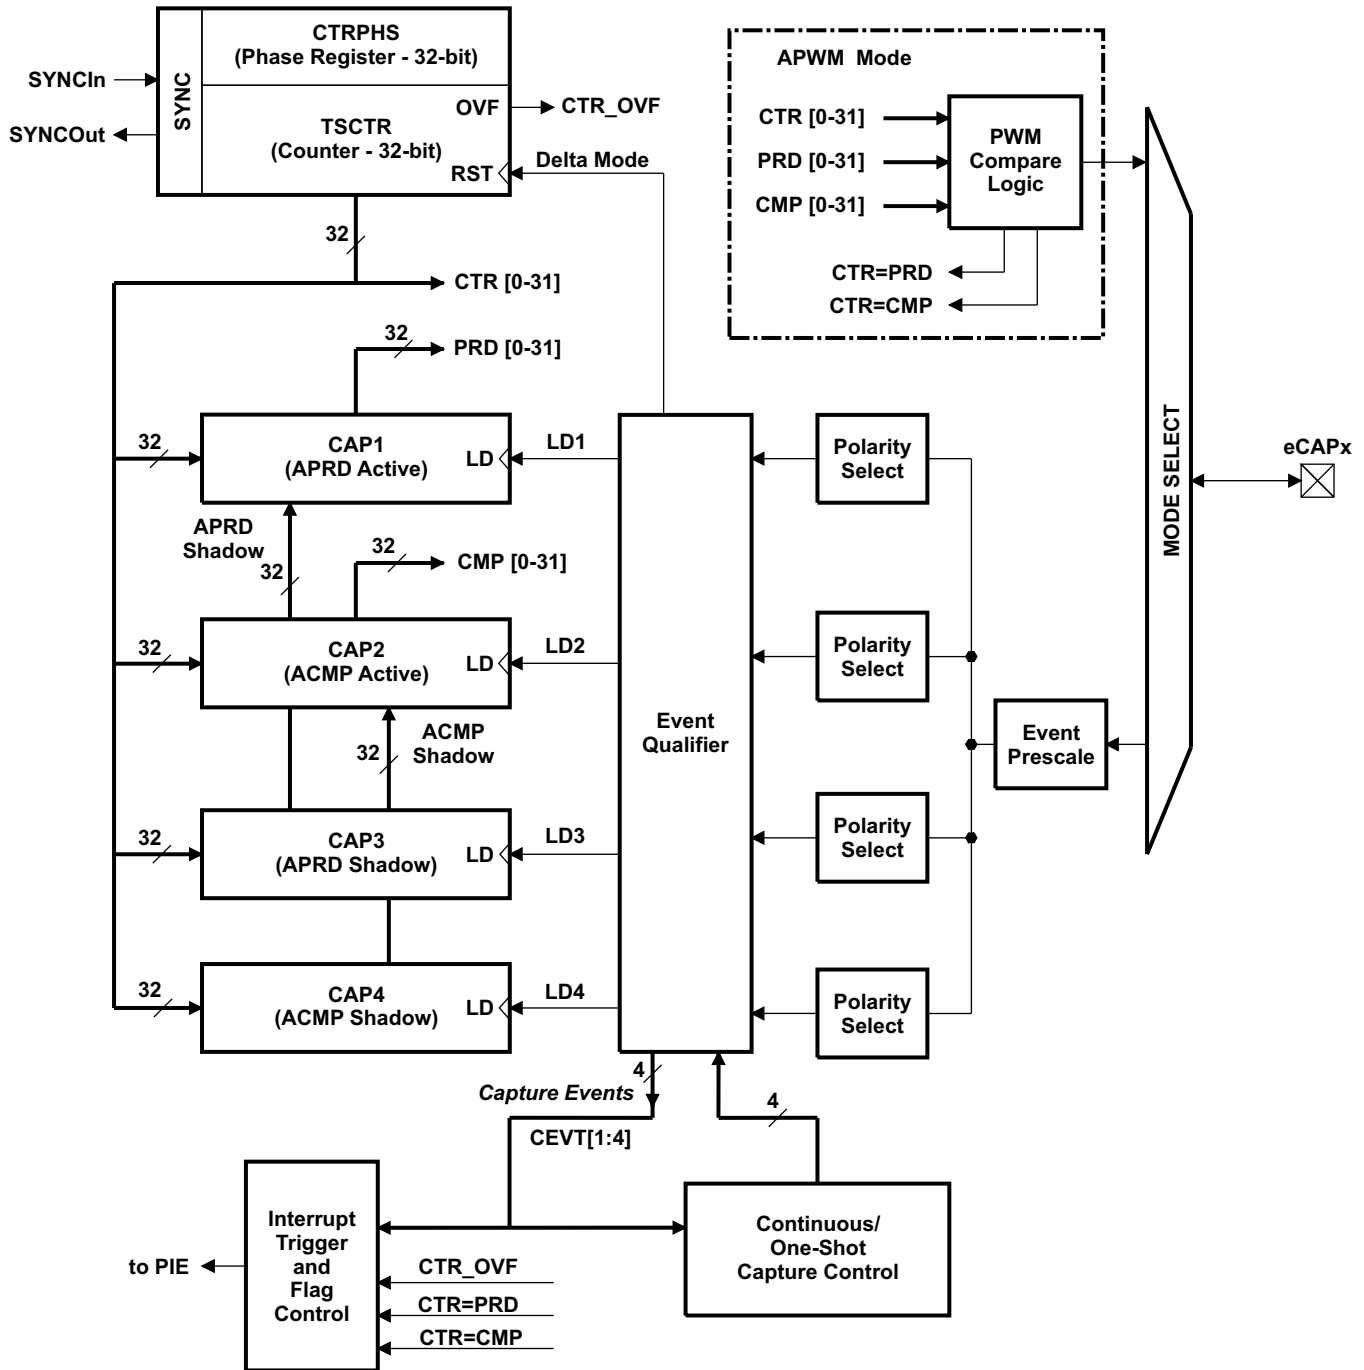 CTRPHS
(Phase Register - 32-bit)
SYNC
SYNCIn
SYNCOut
OVF
CTR_OVF
TSCTR
(Counter - 32-bit)
RST
Delta Mode
32
CTR [0-31]
32
PRD [0-31]
APWM Mode
CTR [0-31]
PRD [0-31]
CMP [0-31]
PWM
Compare
Logic
CTR=PRD
CTR=CMP
MODE SELECT
eCAPx
32
CAP1
(APRD Active)
LD
LD1
Polarity
Select
APRD
Shadow
32
32
CMP [0-31]
32
CAP2
(ACMP Active)
LD
LD2
Polarity
Select
ACMP
Shadow
32
Event
Qualifier
Event
Prescale
32
CAP3
(APRD Shadow)
LD
LD3
Polarity
Select
32
CAP4
(ACMP Shadow)
LD
LD4
Polarity
Select
4
Capture Events
CEVT[1:4]
4
Interrupt
Trigger
and
Flag
Control
to PIE
CTR_OVF
CTR=PRD
CTR=CMP
Continuous/
One-Shot
Capture Control